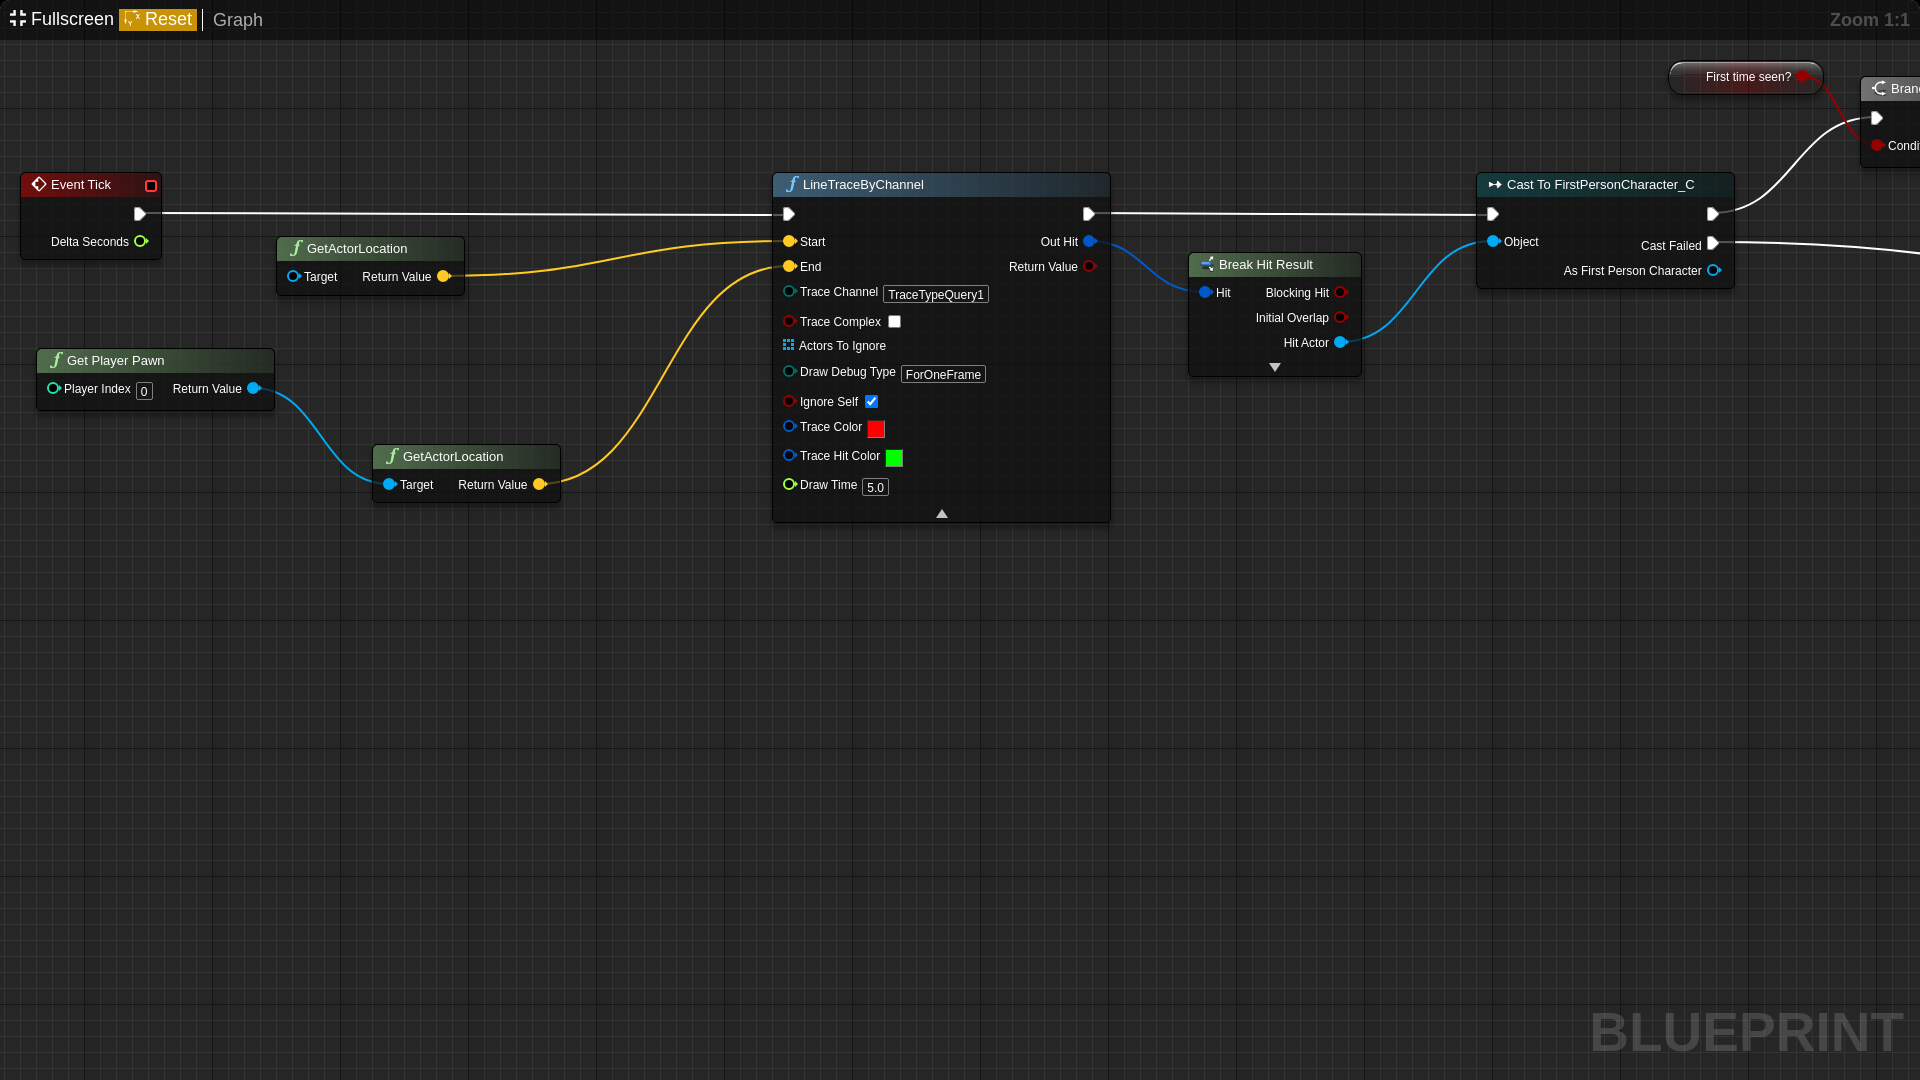 Fullscreen Reset Graph
Zoom 1:1
First time seen?
Bran
Condi
Event Tick
Delta Seconds
GetActorLocation
Target Return Value
Get Player Pawn
Player Index 0 Return Value
GetActorLocation
Target Return Value
LineTraceByChannel
Start Out Hit
End Return Value
Trace Channel TraceTypeQuery1
Trace Complex
Actors To Ignore
Draw Debug Type ForOneFrame
Ignore Self
Trace Color
Trace Hit Color
Draw Time 5.0
Break Hit Result
Hit Blocking Hit
Initial Overlap
Hit Actor
Cast To FirstPersonCharacter_C
Object Cast Failed
As First Person Character
BLUEPRINT